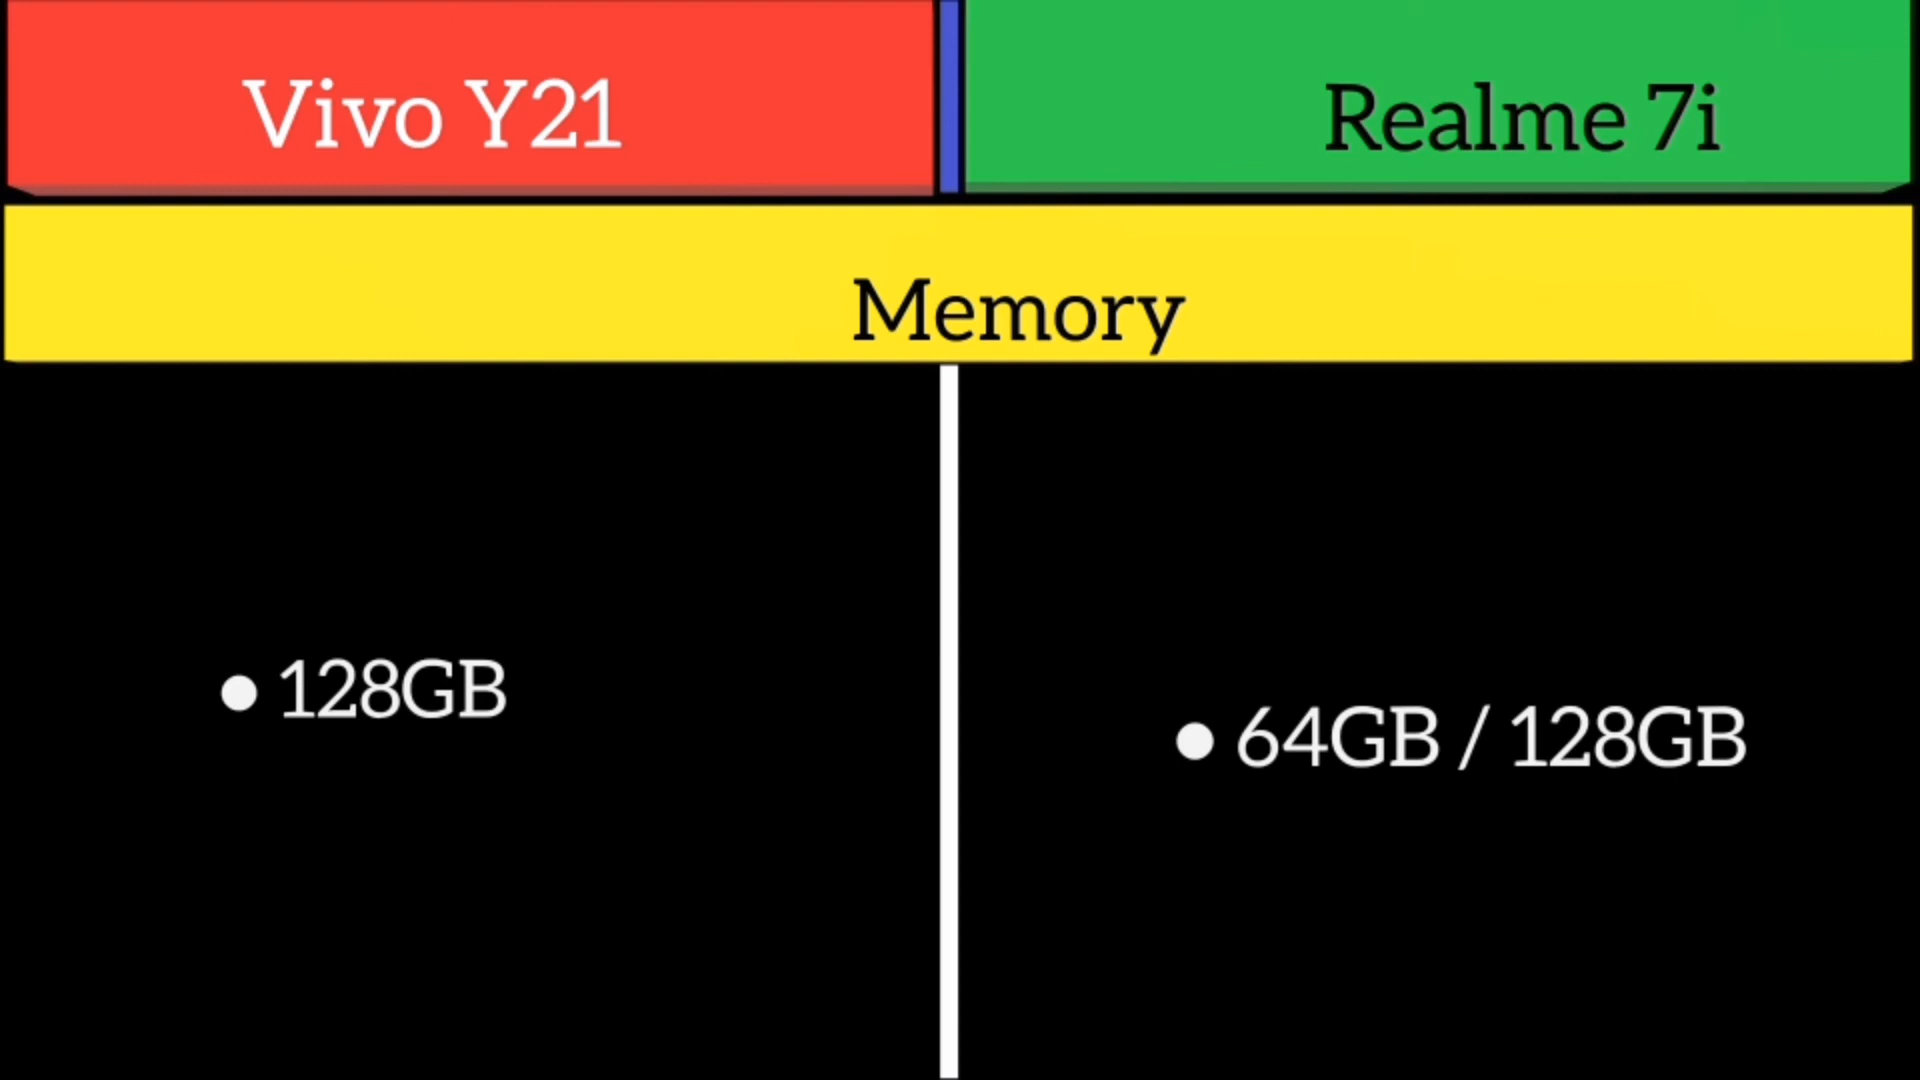 Vivo Y21
Realme 7i
Memory
• 128GB
• 64GB / 128GB